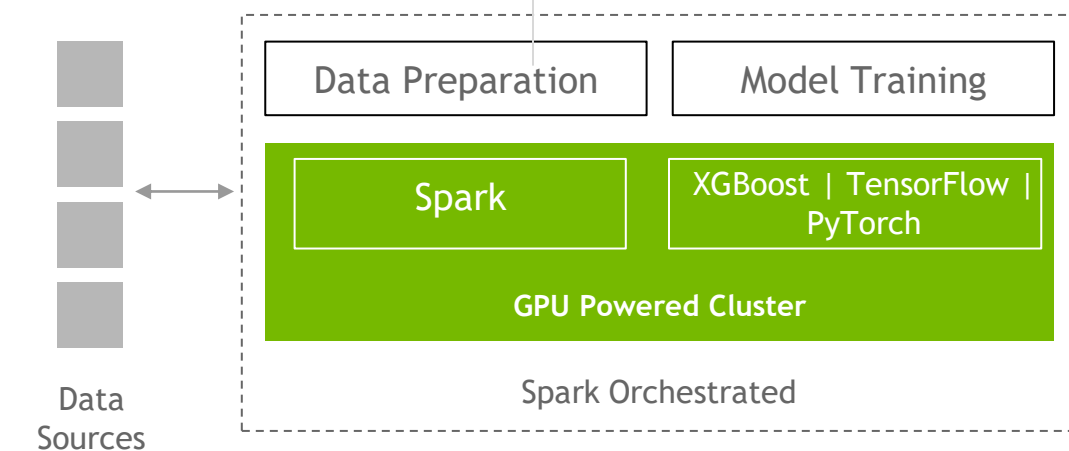 Data Preparation
Model Training
Spark
XGBoost | TensorFlow |
PyTorch
GPU Powered Cluster
Spark Orchestrated
Data
Sources